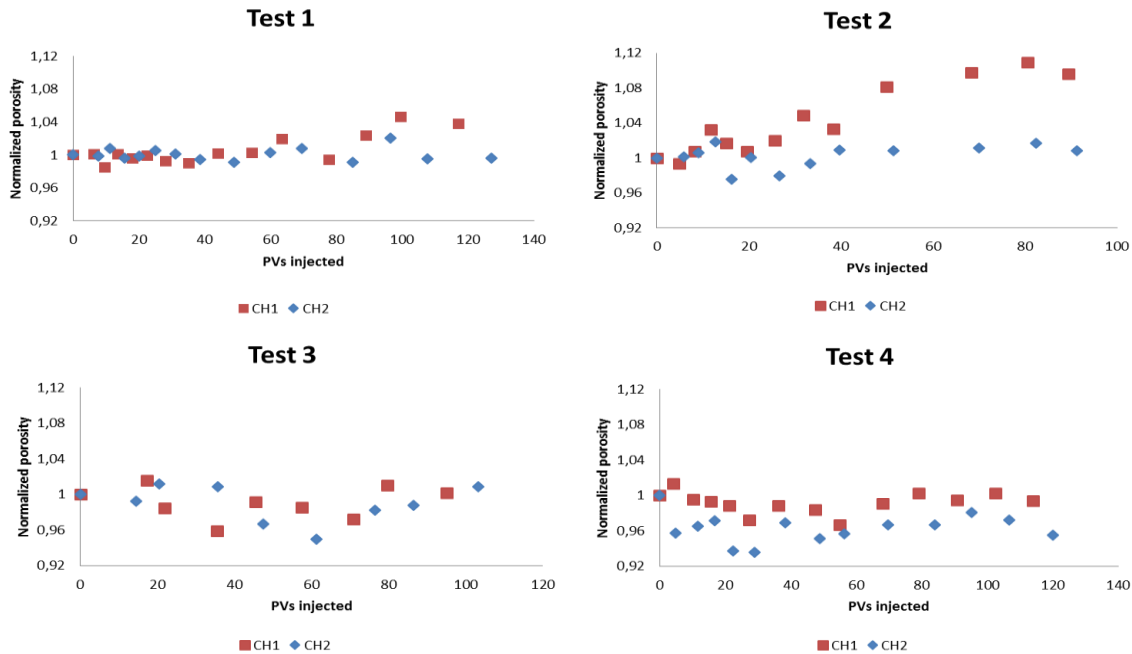 Test 1
Normalized porosity
1,12
1,08
1,04
1
0,96
0,92
0 20 40 60 80 100 120 140
PVs injected
CH1 CH2
Test 2
Normalized porosity
1,12
1,08
1,04
1
0,96
0,92
0 20 40 60 80 100
PVs injected
CH1 CH2
Test 3
Normalized porosity
1,12
1,08
1,04
1
0,96
0,92
0 20 40 60 80 100 120
PVs injected
CH1 CH2
Test 4
Normalized porosity
1,12
1,08
1,04
1
0,96
0,92
0 20 40 60 80 100 120 140
PVs injected
CH1 CH2